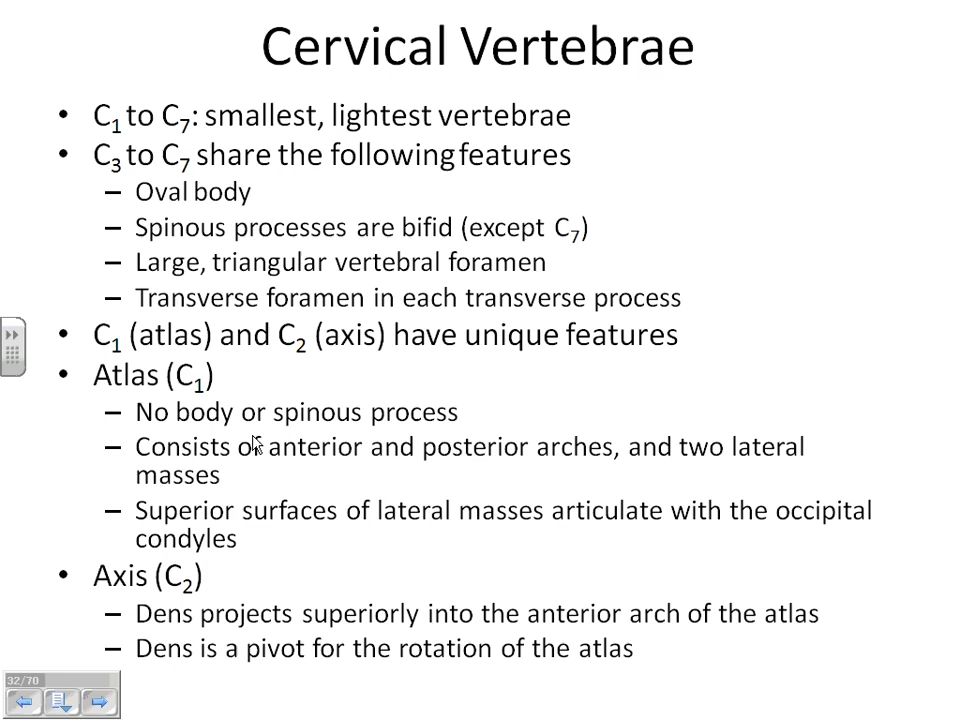 Cervical Vertebrae
• C₁ to C₇: smallest, lightest vertebrae
• C₃ to C₇ share the following features
– Oval body
– Spinous processes are bifid (except C₇)
– Large, triangular vertebral foramen
– Transverse foramen in each transverse process
• C₁ (atlas) and C₂ (axis) have unique features
• Atlas (C₁)
– No body or spinous process
– Consists of anterior and posterior arches, and two lateral
masses
– Superior surfaces of lateral masses articulate with the occipital
condyles
• Axis (C₂)
– Dens projects superiorly into the anterior arch of the atlas
– Dens is a pivot for the rotation of the atlas
32/70